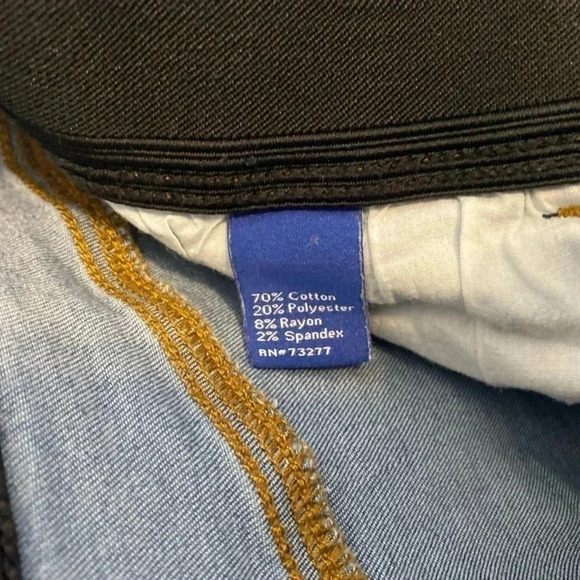 70% Cotton
20% Polyester
8% Rayon
2% Spandex
RN#73277